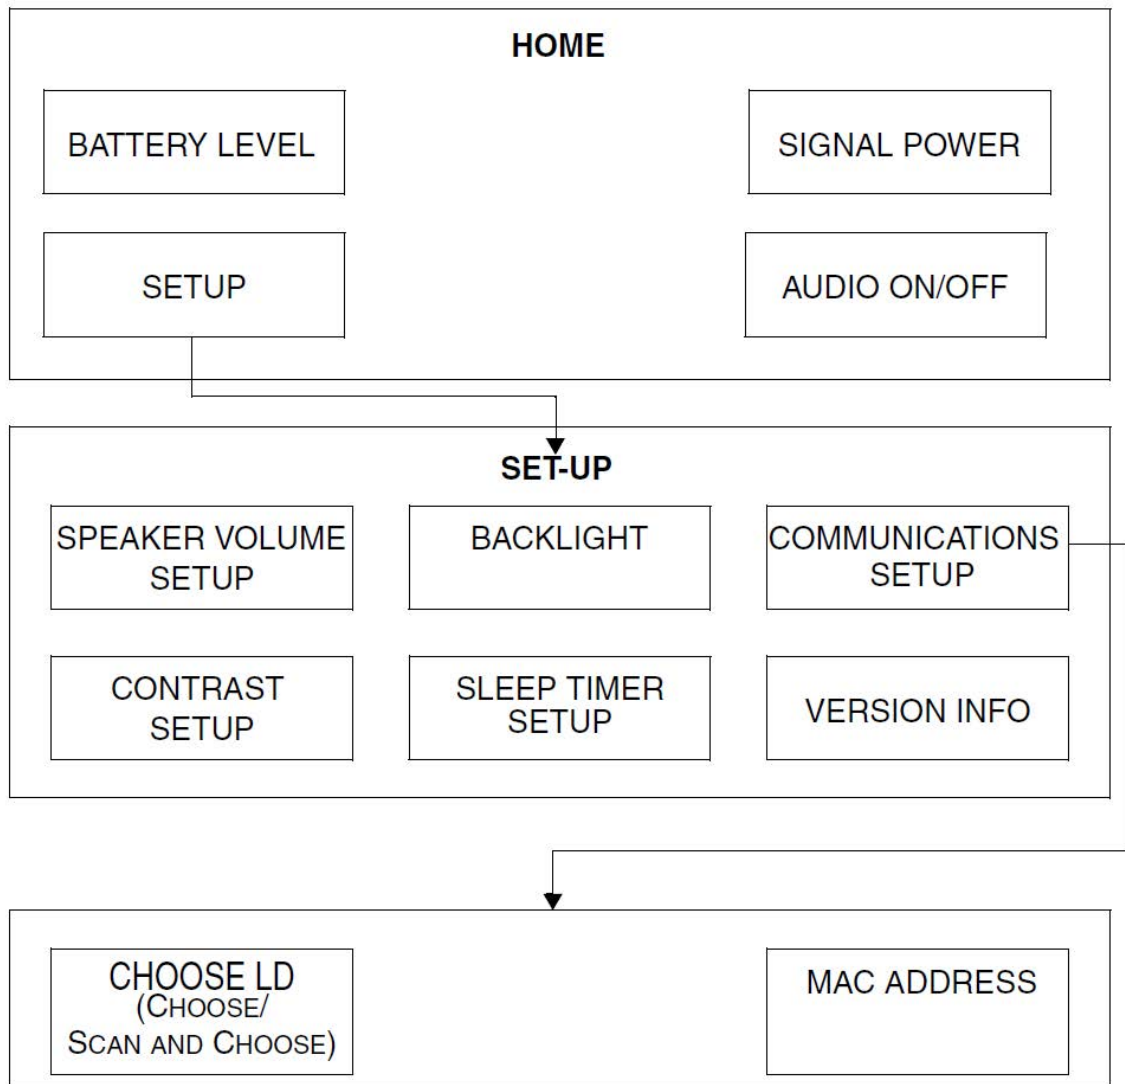 HOME
BATTERY LEVEL
SIGNAL POWER
SETUP
AUDIO ON/OFF
SET-UP
SPEAKER VOLUME
SETUP
BACKLIGHT
COMMUNICATIONS
SETUP
CONTRAST
SETUP
SLEEP TIMER
SETUP
VERSION INFO
CHOOSE LD
(CHOOSE/
SCAN AND CHOOSE)
MAC ADDRESS